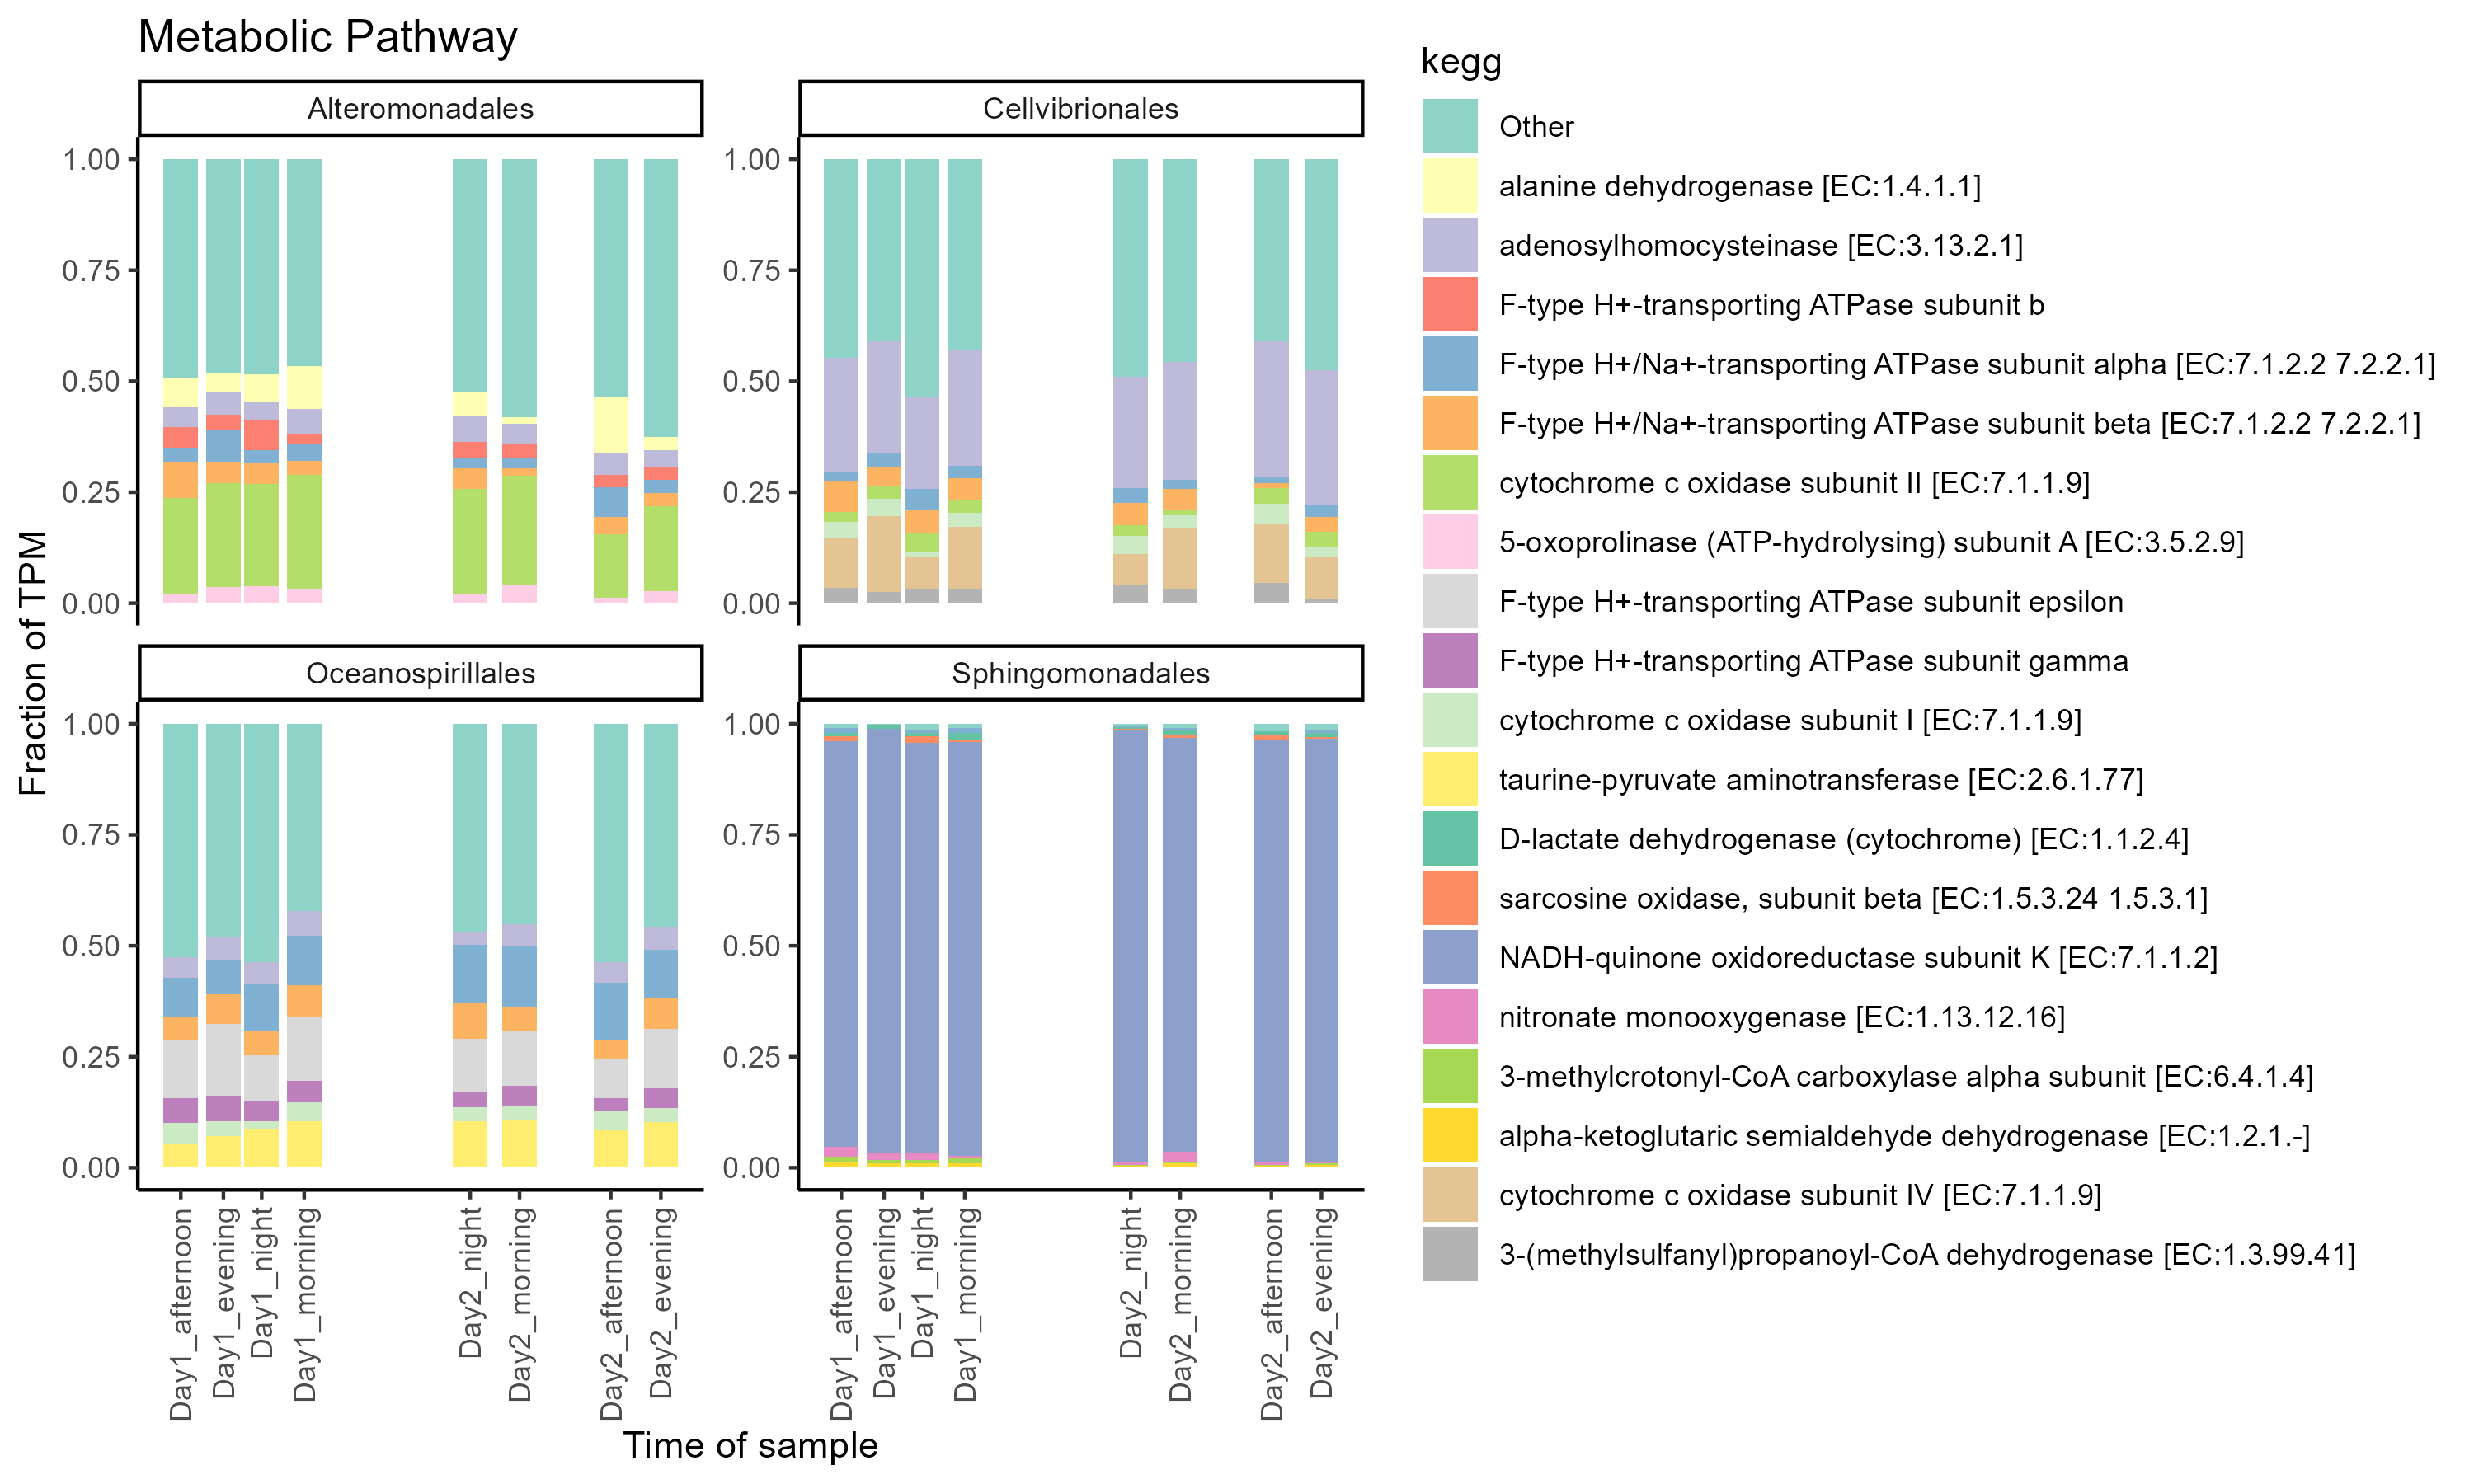 Metabolic Pathway
Alteromonadales
Cellvibrionales
1.00
0.75
0.50
0.25
0.00
1.00
0.75
0.50
0.25
0.00
Oceanospirillales
Sphingomonadales
1.00
0.75
0.50
0.25
0.00
1.00
0.75
0.50
0.25
0.00
Fraction of TPM
Day1_afternoon
Day1_evening
Day1_night
Day1_morning
Day2_night
Day2_morning
Day2_afternoon
Day2_evening
Day1_afternoon
Day1_evening
Day1_night
Day1_morning
Day2_night
Day2_morning
Day2_afternoon
Day2_evening
Time of sample
kegg
Other
alanine dehydrogenase [EC:1.4.1.1]
adenosylhomocysteinase [EC:3.13.2.1]
F-type H+-transporting ATPase subunit b
F-type H+/Na+-transporting ATPase subunit alpha [EC:7.1.2.2 7.2.2.1]
F-type H+/Na+-transporting ATPase subunit beta [EC:7.1.2.2 7.2.2.1]
cytochrome c oxidase subunit II [EC:7.1.1.9]
5-oxoprolinase (ATP-hydrolysing) subunit A [EC:3.5.2.9]
F-type H+-transporting ATPase subunit epsilon
F-type H+-transporting ATPase subunit gamma
cytochrome c oxidase subunit I [EC:7.1.1.9]
taurine-pyruvate aminotransferase [EC:2.6.1.77]
D-lactate dehydrogenase (cytochrome) [EC:1.1.2.4]
sarcosine oxidase, subunit beta [EC:1.5.3.24 1.5.3.1]
NADH-quinone oxidoreductase subunit K [EC:7.1.1.2]
nitronate monooxygenase [EC:1.13.12.16]
3-methylcrotonyl-CoA carboxylase alpha subunit [EC:6.4.1.4]
alpha-ketoglutaric semialdehyde dehydrogenase [EC:1.2.1.-]
cytochrome c oxidase subunit IV [EC:7.1.1.9]
3-(methylsulfanyl)propanoyl-CoA dehydrogenase [EC:1.3.99.41]